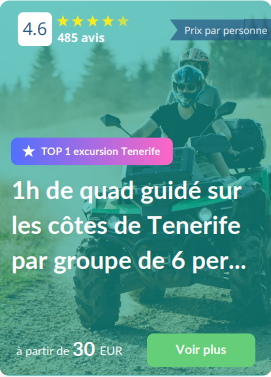 4.6
485 avis
Prix par personne
TOP 1 excursion Tenerife
1h de quad guidé sur
les côtes de Tenerife
par groupe de 6 per...
à partir de 30 EUR
Voir plus